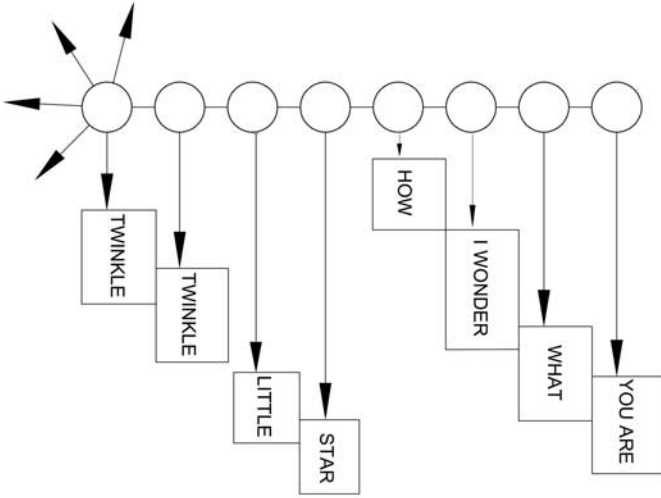 TWINKLE
TWINKLE
LITTLE
STAR
HOW
I WONDER
WHAT
YOU ARE